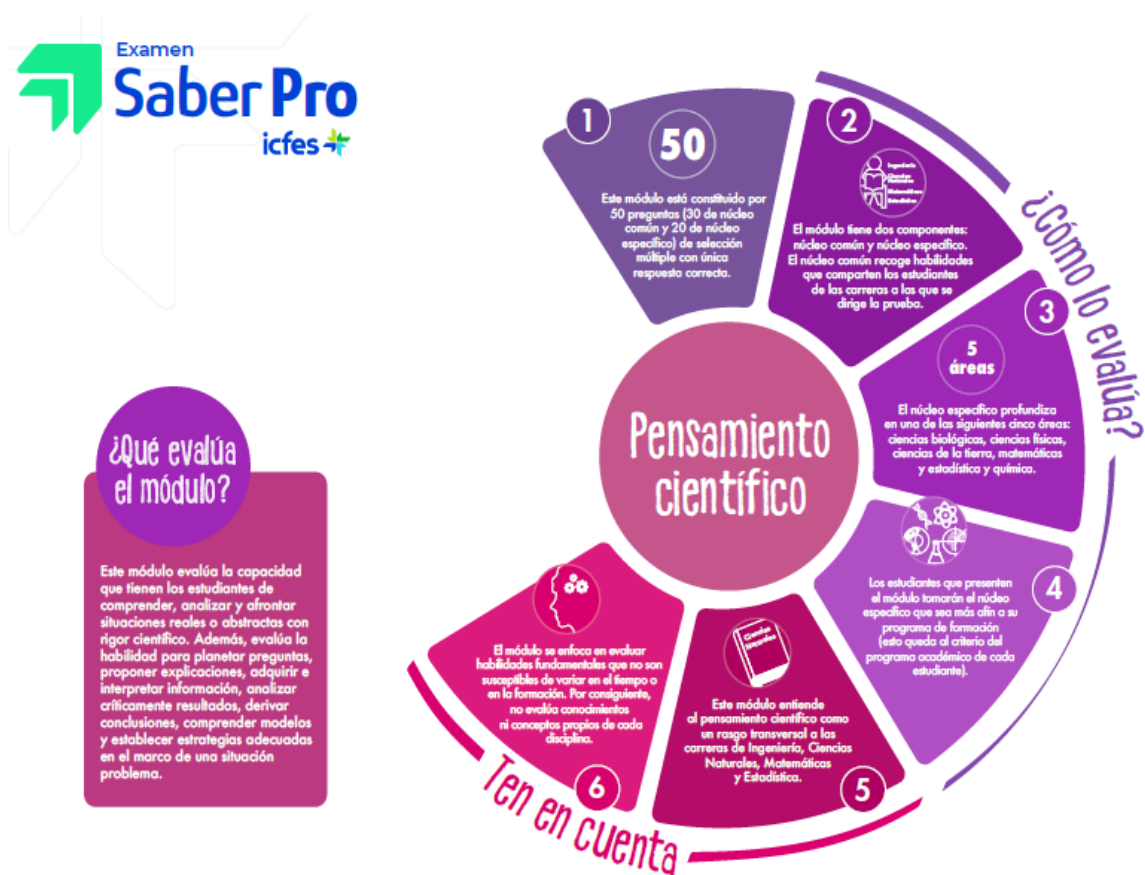 Examen
Saber Pro
icfes
¿Qué evalúa
el módulo?
Este módulo evalúa la capacidad
que tienen los estudiantes de
comprender, analizar y afrontar
situaciones reales o abstractas con
rigor científico. Además, evalúa la
habilidad para planetar preguntas,
proponer explicaciones, adquirir e
interpretar información, analizar
críticamente resultados, derivar
conclusiones, comprender modelos
y establecer estrategias adecuadas
en el marco de una situación
problema.
Pensamiento
científico
1
50
Este módulo está constituido por
50 preguntas (30 de núcleo
común y 20 de núcleo
específico) de selección
múltiple con única
respuesta correcta.
¿Cómo lo evalúa?
2
Ingeniería
Ciencias
Naturales
Matemáticas
Estadística
El módulo tiene dos componentes:
núcleo común y núcleo específico.
El núcleo común recoge habilidades
que comparten los estudiantes
de las carreras a las que se
dirige la prueba.
3
5
áreas
El núcleo específico profundiza
en una de las siguientes cinco áreas:
ciencias biológicas, ciencias físicas,
ciencias de la tierra, matemáticas
y estadística y química.
4
Los estudiantes que presenten
el módulo tomarán el núcleo
específico que sea más afín a su
programa de formación
(esto queda al criterio del
programa académico de cada
estudiante).
Ten en cuenta
5
Ciencias
Este módulo entiende
al pensamiento científico como
un rasgo transversal a las
carreras de Ingeniería, Ciencias
Naturales, Matemáticas
y Estadística.
6
El módulo se enfoca en evaluar
habilidades fundamentales que no son
susceptibles de variar en el tiempo o
en la formación. Por consiguiente,
no evalúa conocimientos
ni conceptos propios de cada
disciplina.